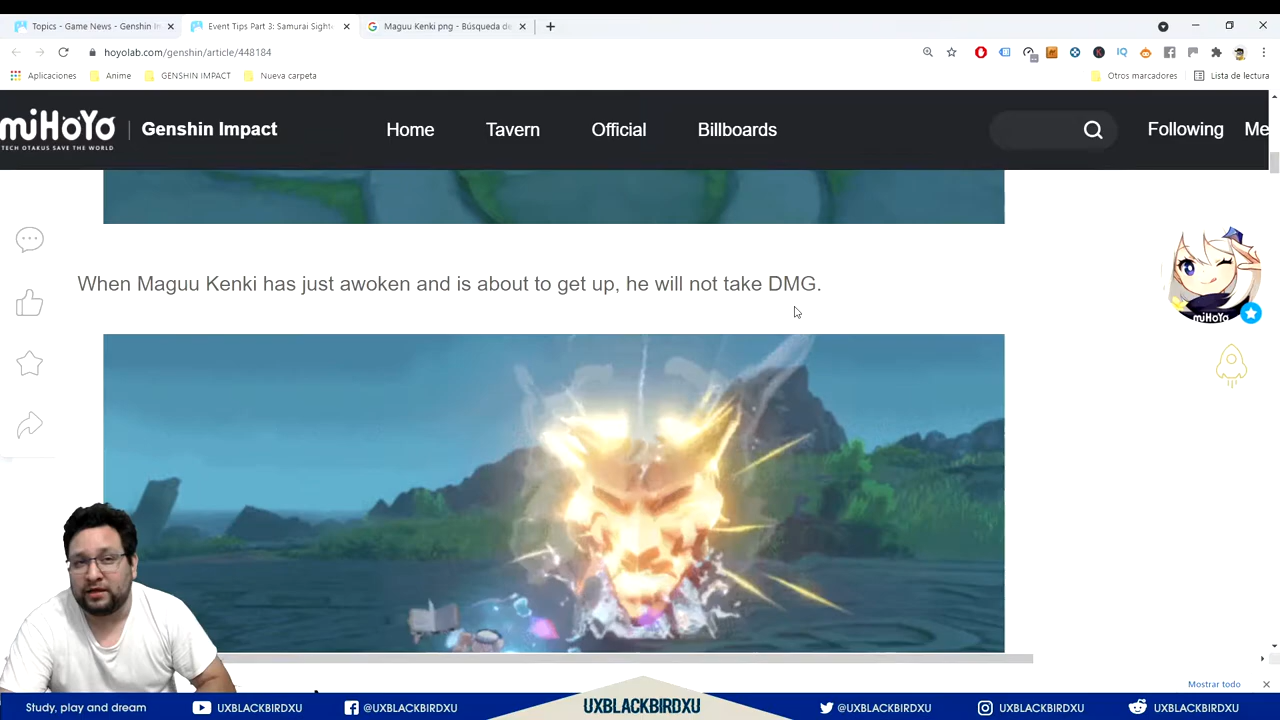 Topics - Game News - Genshin In
Event Tips Part 3: Samurai Sighte
Maguu Kenki png - Búsqueda de
hoyolab.com/genshin/article/448184
IQ
Aplicaciones
Anime
GENSHIN IMPACT
Nueva carpeta
Otros marcadores
Lista de lectura
miHoYo
TECH OTAKUS SAVE THE WORLD
Genshin Impact
Home
Tavern
Official
Billboards
Following
Me
When Maguu Kenki has just awoken and is about to get up, he will not take DMG.
miHoYo
Mostrar todo
Study, play and dream
UXBLACKBIRDXU
@UXBLACKBIRDXU
UXBLACKBIRDXU
@UXBLACKBIRDXU
UXBLACKBIRDXU
UXBLACKBIRDXU